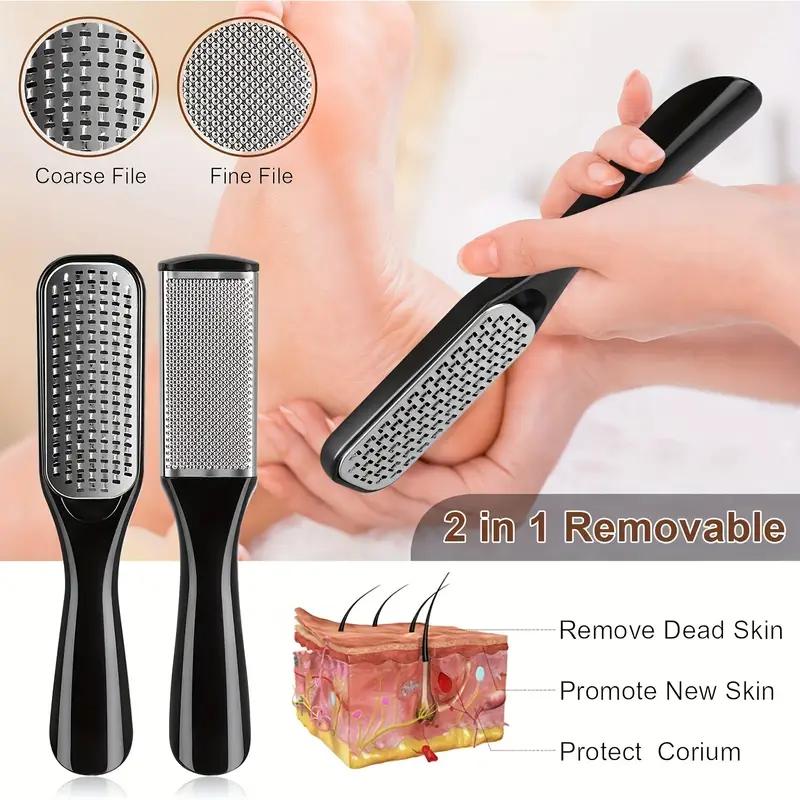 Coarse File
Fine File
2 in 1 Removable
Remove Dead Skin
Promote New Skin
Protect Corium